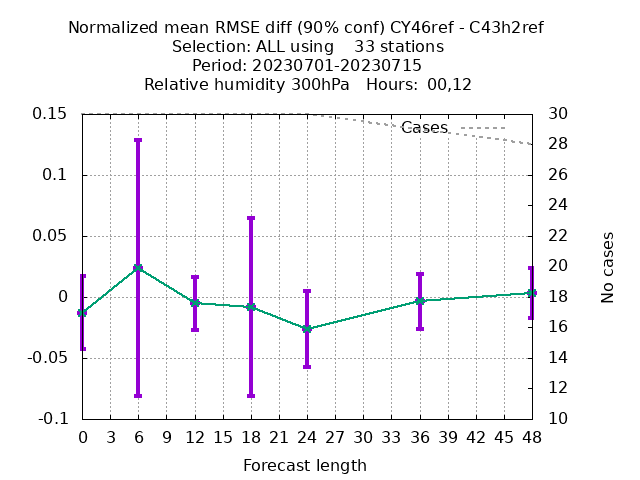 Normalized mean RMSE diff (90% conf) CY46ref - C43h2ref
Selection: ALL using    33 stations
Period: 20230701-20230715
Relative humidity 300hPa   Hours:  00,12
0.15
0.1
0.05
0
-0.05
-0.1
Cases
30
28
26
24
22
20
18
16
14
12
10
No cases
0 3 6 9 12 15 18 21 24 27 30 33 36 39 42 45 48
Forecast length